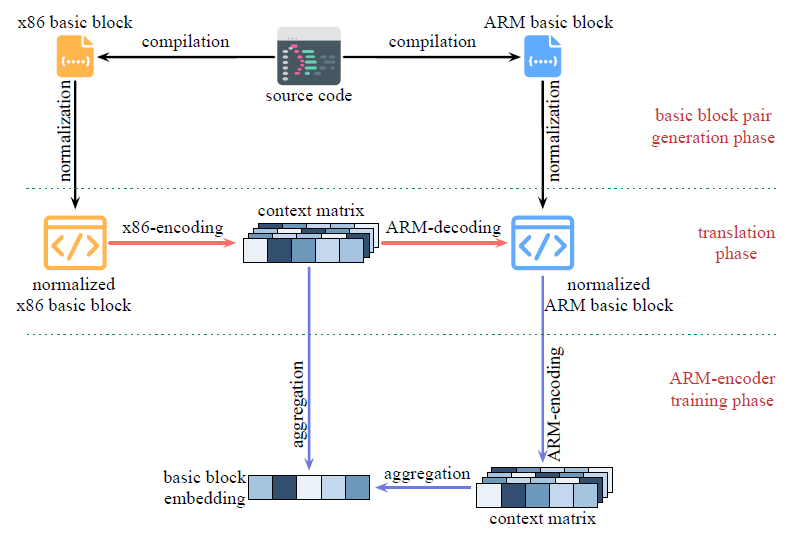 x86 basic block
ARM basic block
compilation
compilation
{····}
{····}
source code
normalization
normalization
basic block pair
generation phase
x86-encoding
context matrix
ARM-decoding
</>
</>
translation
phase
normalized
x86 basic block
normalized
ARM basic block
aggregation
ARM-encoding
ARM-encoder
training phase
basic block
embedding
aggregation
context matrix